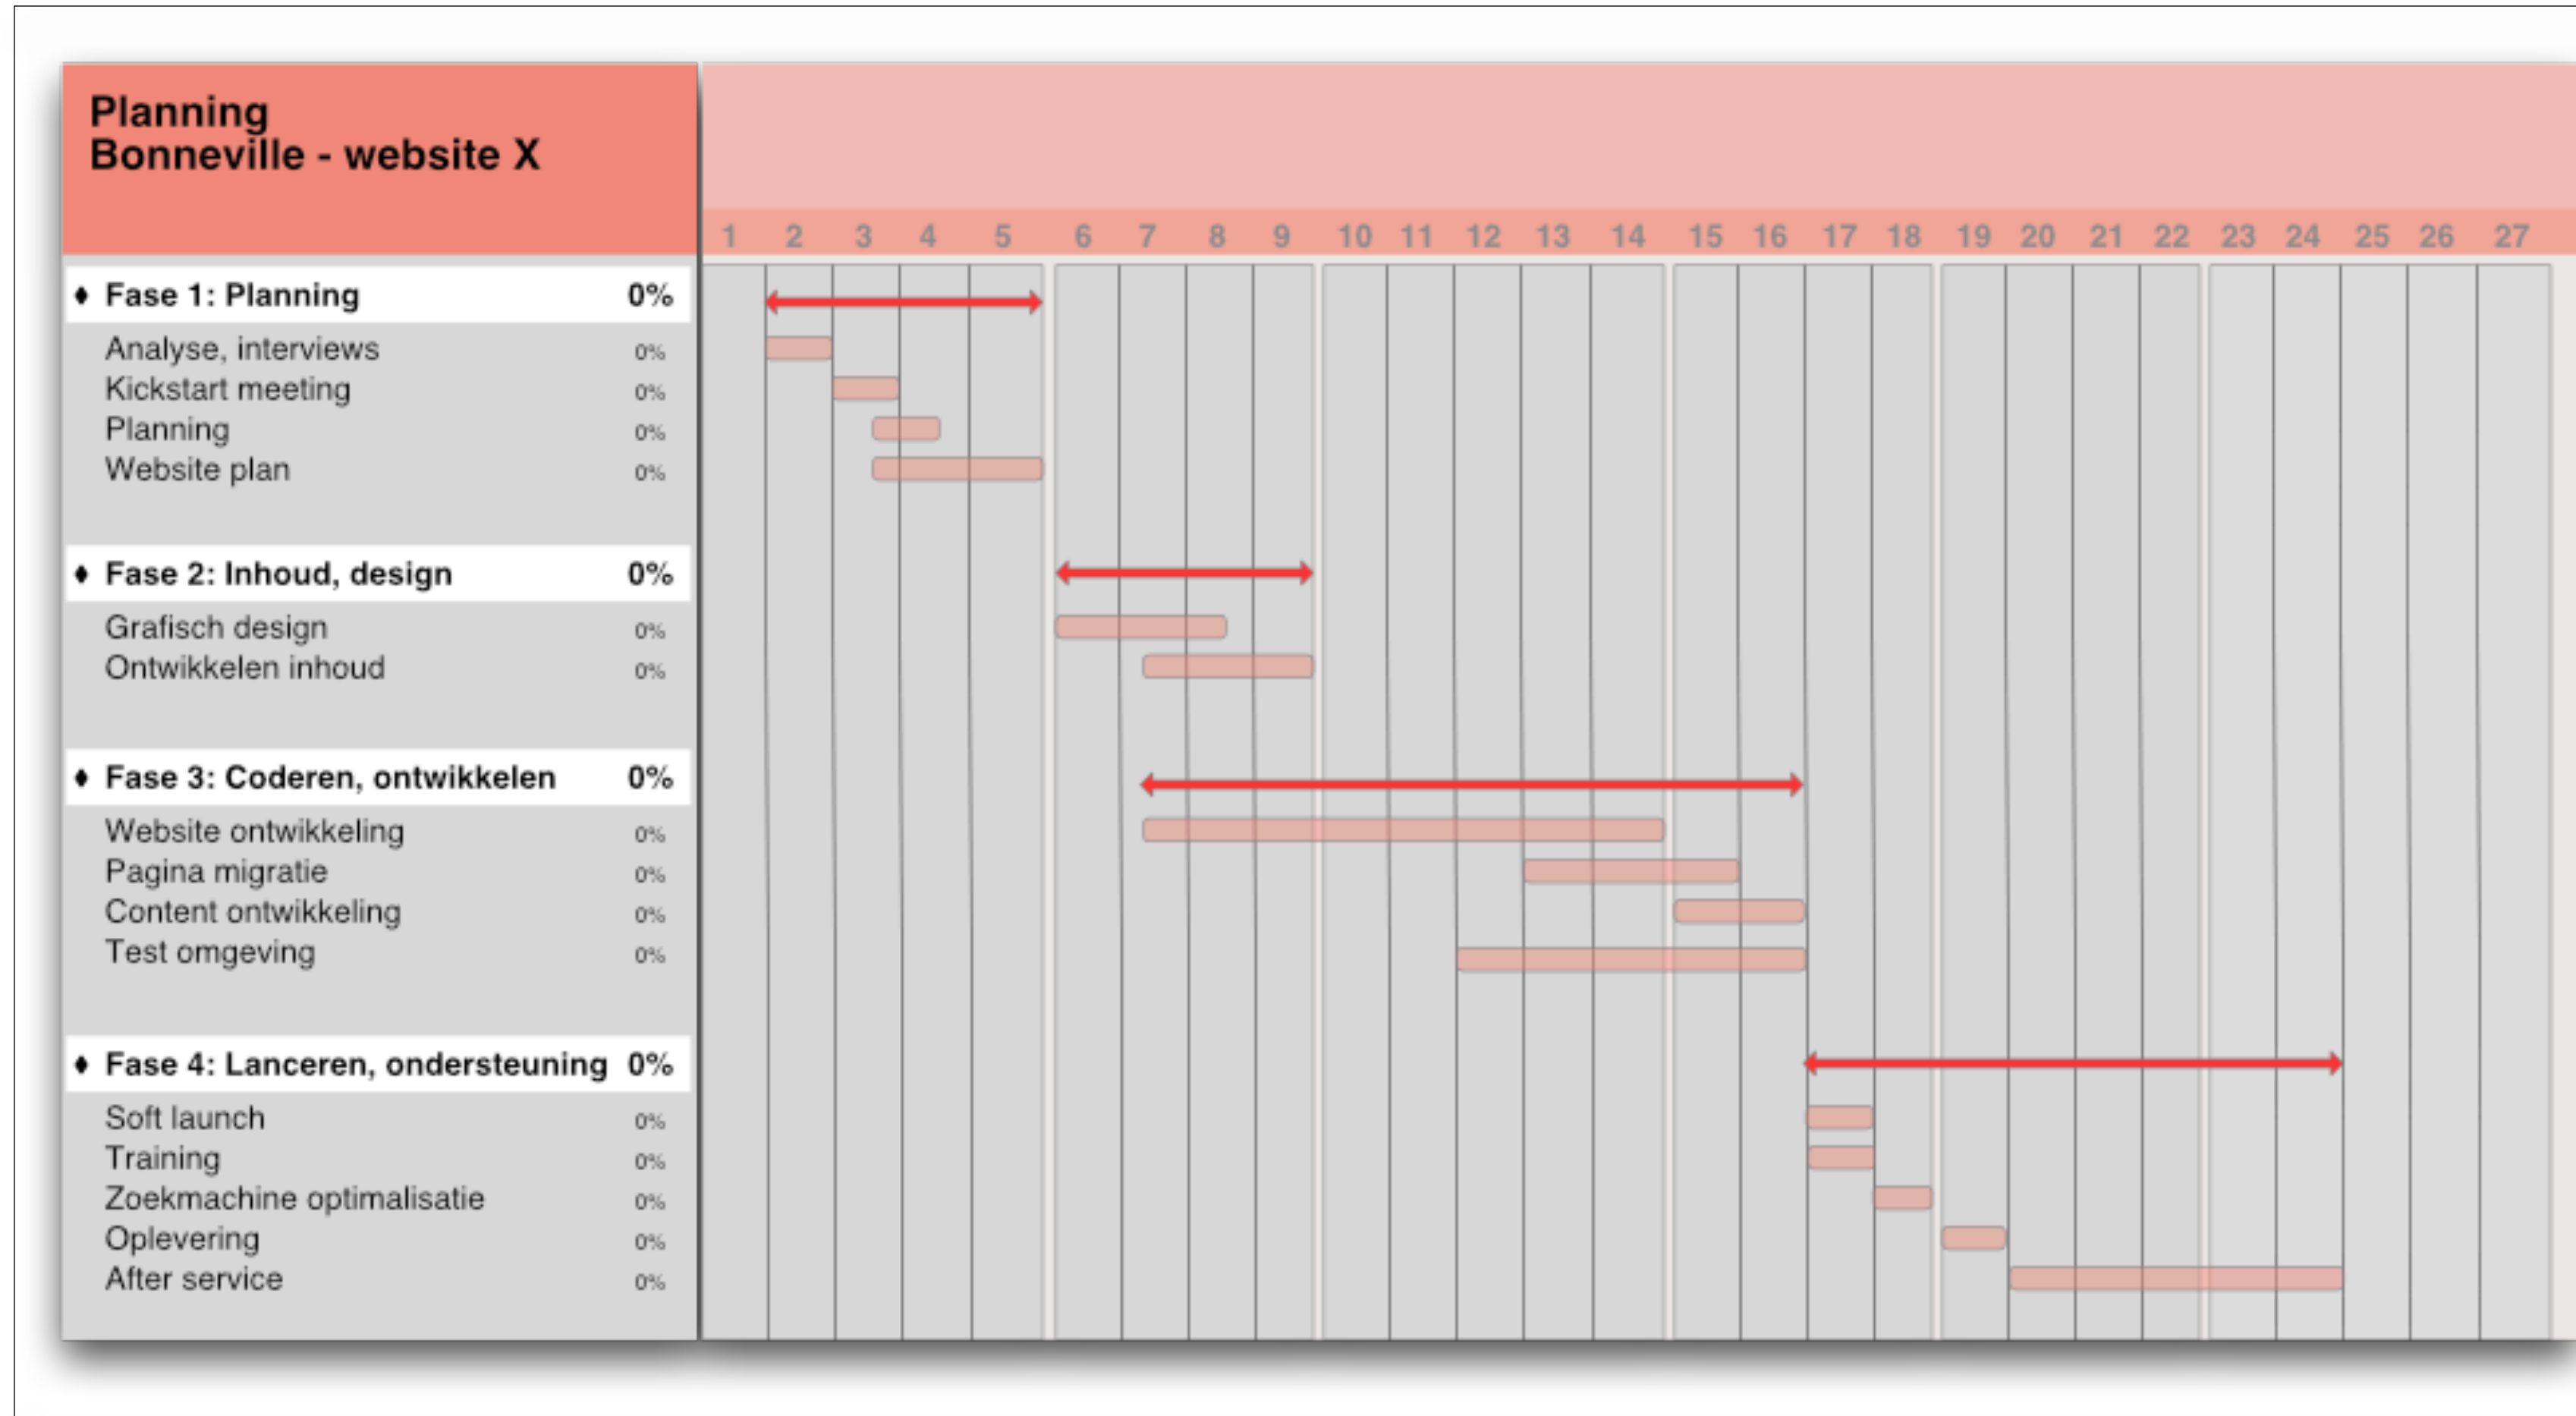 Planning
Bonneville - website X
1 2 3 4 5 6 7 8 9 10 11 12 13 14 15 16 17 18 19 20 21 22 23 24 25 26 27
Fase 1: Planning 0%
Analyse, interviews 0%
Kickstart meeting 0%
Planning 0%
Website plan 0%
Fase 2: Inhoud, design 0%
Grafisch design 0%
Ontwikkelen inhoud 0%
Fase 3: Coderen, ontwikkelen 0%
Website ontwikkeling 0%
Pagina migratie 0%
Content ontwikkeling 0%
Test omgeving 0%
Fase 4: Lanceren, ondersteuning 0%
Soft launch 0%
Training 0%
Zoekmachine optimalisatie 0%
Oplevering 0%
After service 0%